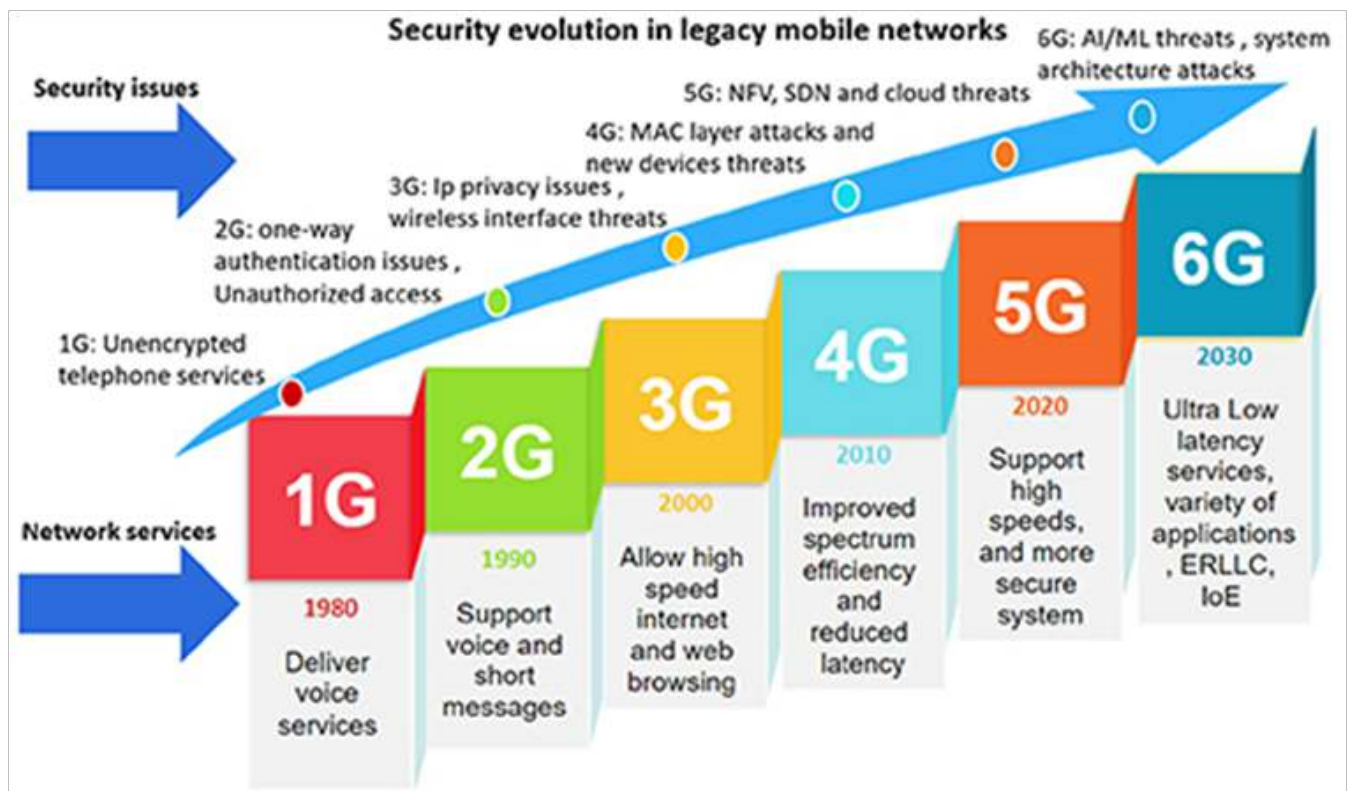 Security evolution in legacy mobile networks
Security issues
6G: AI/ML threats , system
architecture attacks
5G: NFV, SDN and cloud threats
4G: MAC layer attacks and
new devices threats
3G: Ip privacy issues ,
wireless interface threats
2G: one-way
authentication issues ,
Unauthorized access
1G: Unencrypted
telephone services
Network services
1G
1980
Deliver
voice
services
2G
1990
Support
voice and
short
messages
3G
2000
Allow high
speed
internet
and web
browsing
4G
2010
Improved
spectrum
efficiency
and
reduced
latency
5G
2020
Support
high
speeds,
and more
secure
system
6G
2030
Ultra Low
latency
services,
variety of
applications
, ERLLC,
IoE